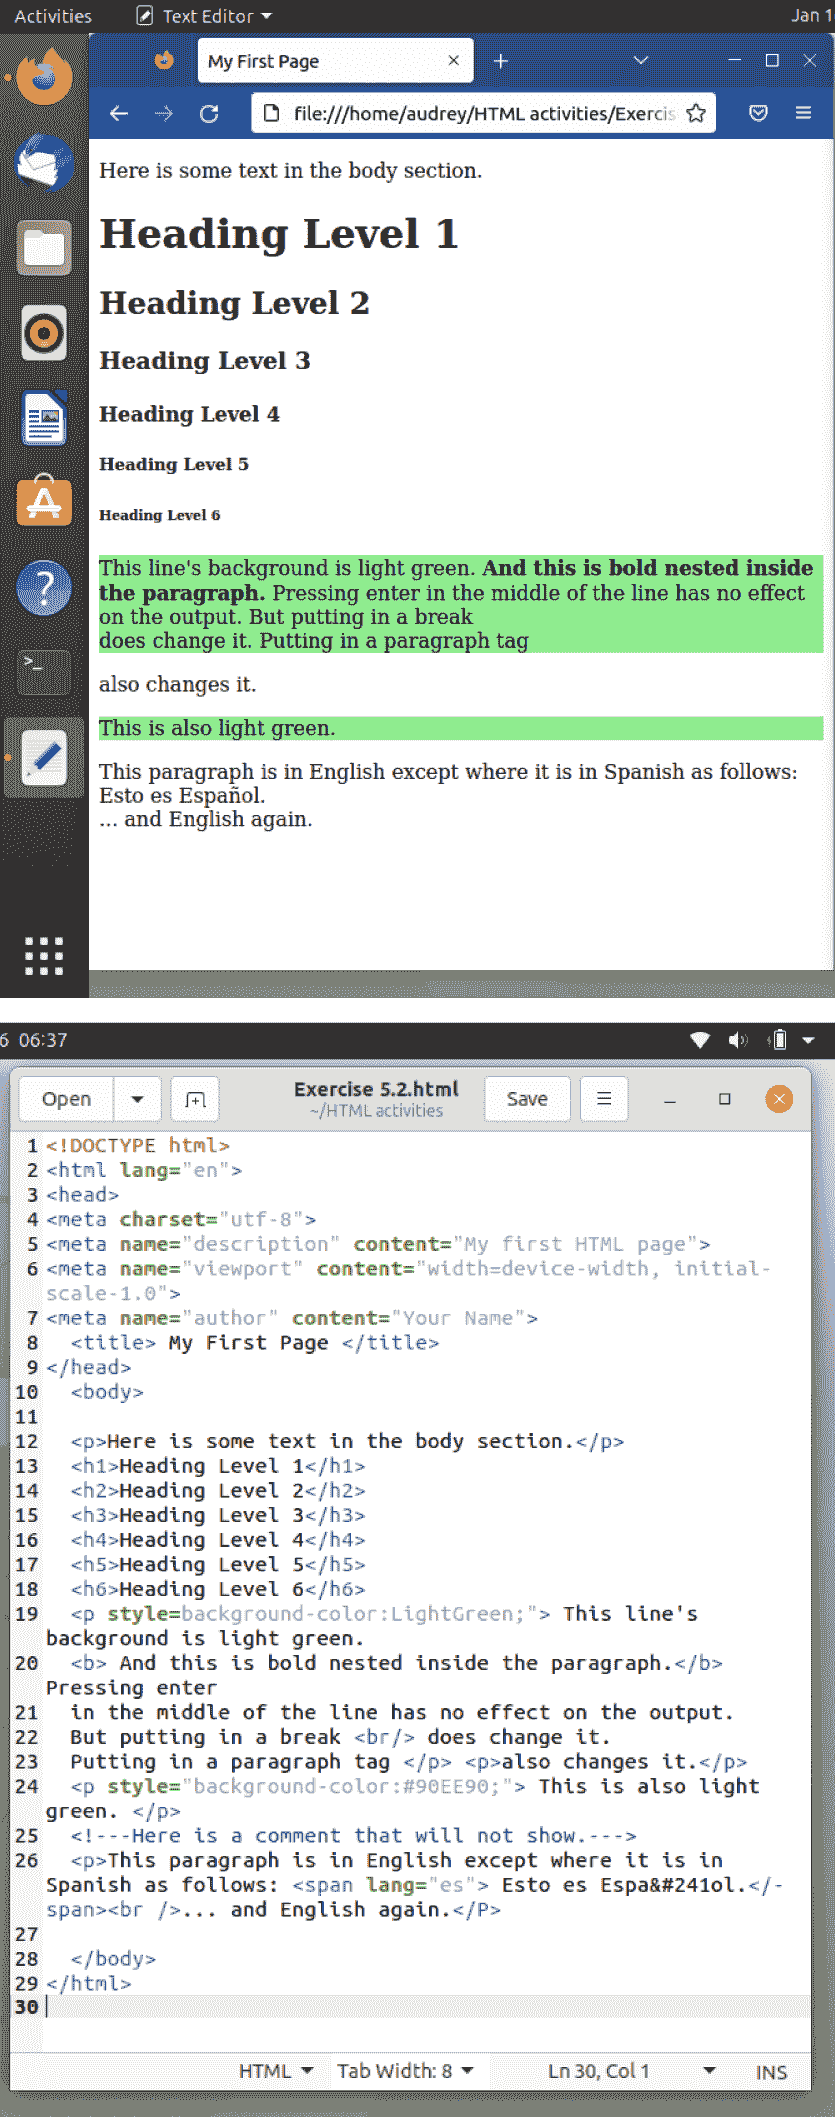 Activities
Text Editor
Jan 1
My First Page
file:///home/audrey/HTML activities/Exercis
Here is some text in the body section.
Heading Level 1
Heading Level 2
Heading Level 3
Heading Level 4
Heading Level 5
Heading Level 6
This line's background is light green. And this is bold nested inside
the paragraph. Pressing enter in the middle of the line has no effect
on the output. But putting in a break
does change it. Putting in a paragraph tag
also changes it.
This is also light green.
This paragraph is in English except where it is in Spanish as follows:
Esto es Español.
... and English again.
6 06:37
Open
Exercise 5.2.html
~/HTML activities
Save
1 <!DOCTYPE html>
2 <html lang="en">
3 <head>
4 <meta charset="utf-8">
5 <meta name="description" content="My first HTML page">
6 <meta name="viewport" content="width=device-width, initial-
scale-1.0">
7 <meta name="author" content="Your Name">
8 <title> My First Page </title>
9 </head>
10 <body>
11
12 <p>Here is some text in the body section.</p>
13 <h1>Heading Level 1</h1>
14 <h2>Heading Level 2</h2>
15 <h3>Heading Level 3</h3>
16 <h4>Heading Level 4</h4>
17 <h5>Heading Level 5</h5>
18 <h6>Heading Level 6</h6>
19 <p style=background-color:LightGreen;"> This line's
background is light green.
20 <b> And this is bold nested inside the paragraph.</b>
Pressing enter
21 in the middle of the line has no effect on the output.
22 But putting in a break <br/> does change it.
23 Putting in a paragraph tag </p> <p>also changes it.</p>
24 <p style="background-color:#90EE90;"> This is also light
green. </p>
25 <!---Here is a comment that will not show.--->
26 <p>This paragraph is in English except where it is in
Spanish as follows: <span lang="es"> Esto es Espa&#241ol.</-
span><br />... and English again.</P>
27
28 </body>
29 </html>
30
HTML
Tab Width: 8
Ln 30, Col 1
INS